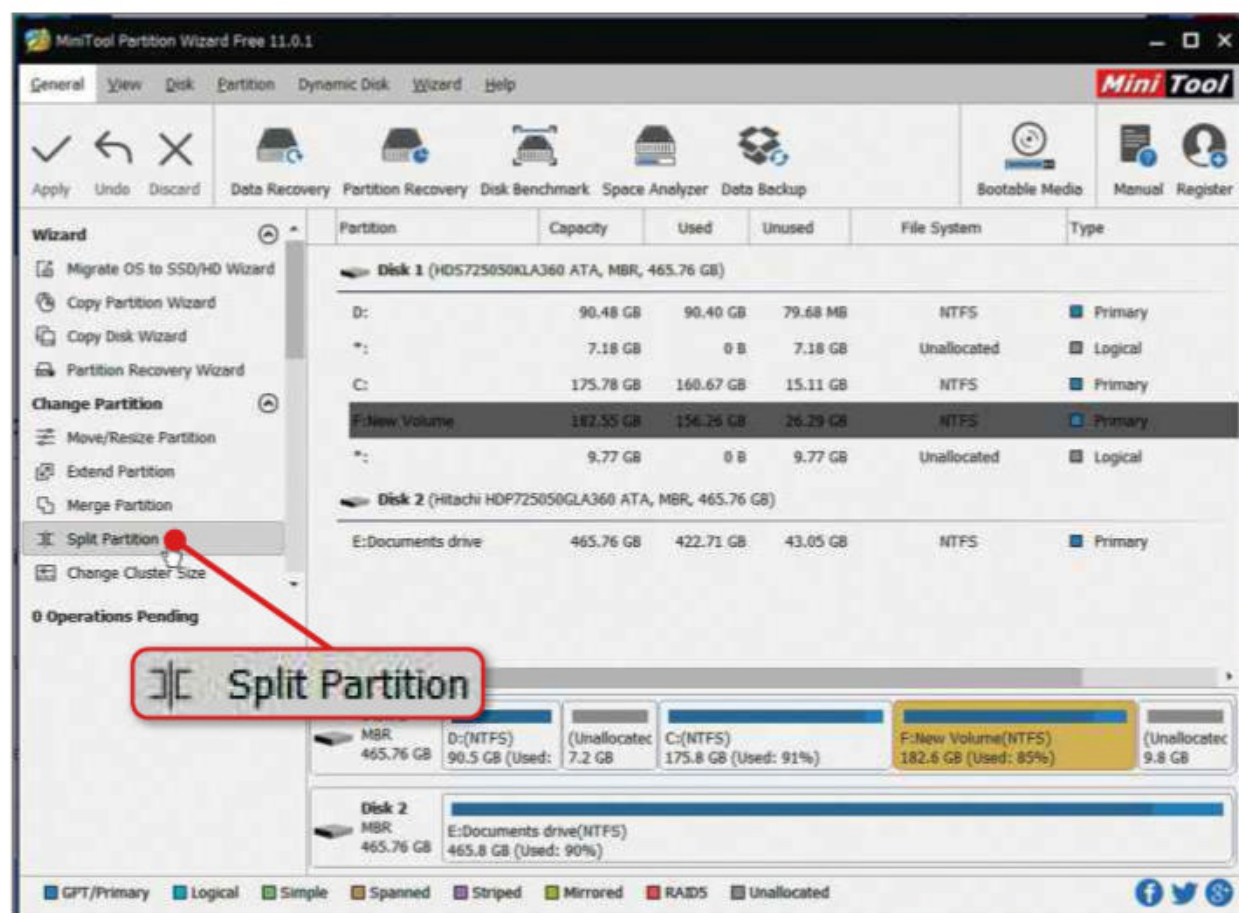 MiniTool Partition Wizard Free 11.0.1
General View Disk Partition Dynamic Disk Wizard Help
Mini Tool
Apply Undo Discard Data Recovery Partition Recovery Disk Benchmark Space Analyzer Data Backup Bootable Media Manual Register
Wizard
Migrate OS to SSD/HD Wizard
Copy Partition Wizard
Copy Disk Wizard
Partition Recovery Wizard
Change Partition
Move/Resize Partition
Extend Partition
Merge Partition
Split Partition
Change Cluster Size
0 Operations Pending
Split Partition
Partition Capacity Used Unused File System Type
Disk 1 (HDS725050KLA360 ATA, MBR, 465.76 GB)
D: 90.48 GB 90.40 GB 79.68 MB NTFS Primary
*: 7.18 GB 0 B 7.18 GB Unallocated Logical
C: 175.78 GB 160.67 GB 15.11 GB NTFS Primary
F:New Volume 182.55 GB 156.26 GB 26.29 GB NTFS Primary
*: 9.77 GB 0 B 9.77 GB Unallocated Logical
Disk 2 (Hitachi HDP725050GLA360 ATA, MBR, 465.76 GB)
E:Documents drive 465.76 GB 422.71 GB 43.05 GB NTFS Primary
MBR
465.76 GB
D:(NTFS)
90.5 GB (Used:
(Unallocatec
7.2 GB
C:(NTFS)
175.8 GB (Used: 91%)
F:New Volume(NTFS)
182.6 GB (Used: 85%)
(Unallocatec
9.8 GB
Disk 2
MBR
465.76 GB
E:Documents drive(NTFS)
465.8 GB (Used: 90%)
GPT/Primary Logical Simple Spanned Striped Mirrored RAID5 Unallocated